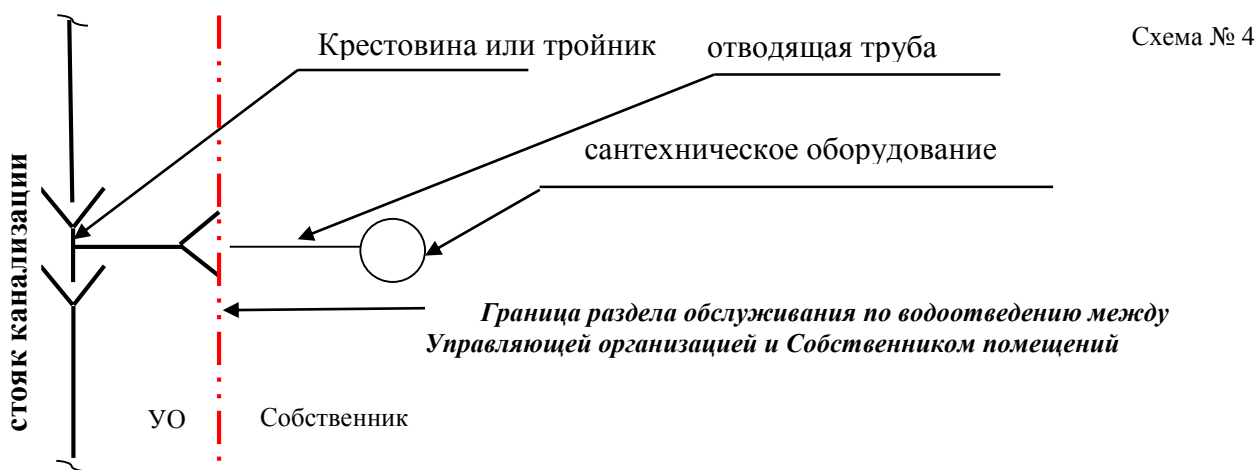 Схема № 4
Крестовина или тройник
отводящая труба
сантехническое оборудование
стояк канализации
Граница раздела обслуживания по водоотведению между
Управляющей организацией и Собственником помещений
УО
Собственник